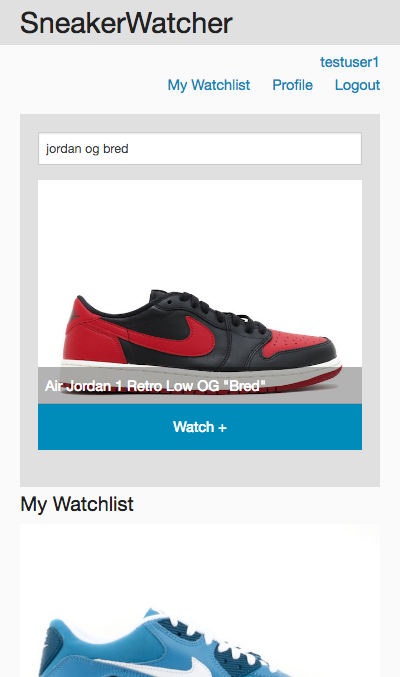 SneakerWatcher
testuser1
My Watchlist Profile Logout
jordan og bred
Air Jordan 1 Retro Low OG "Bred"
Watch +
My Watchlist